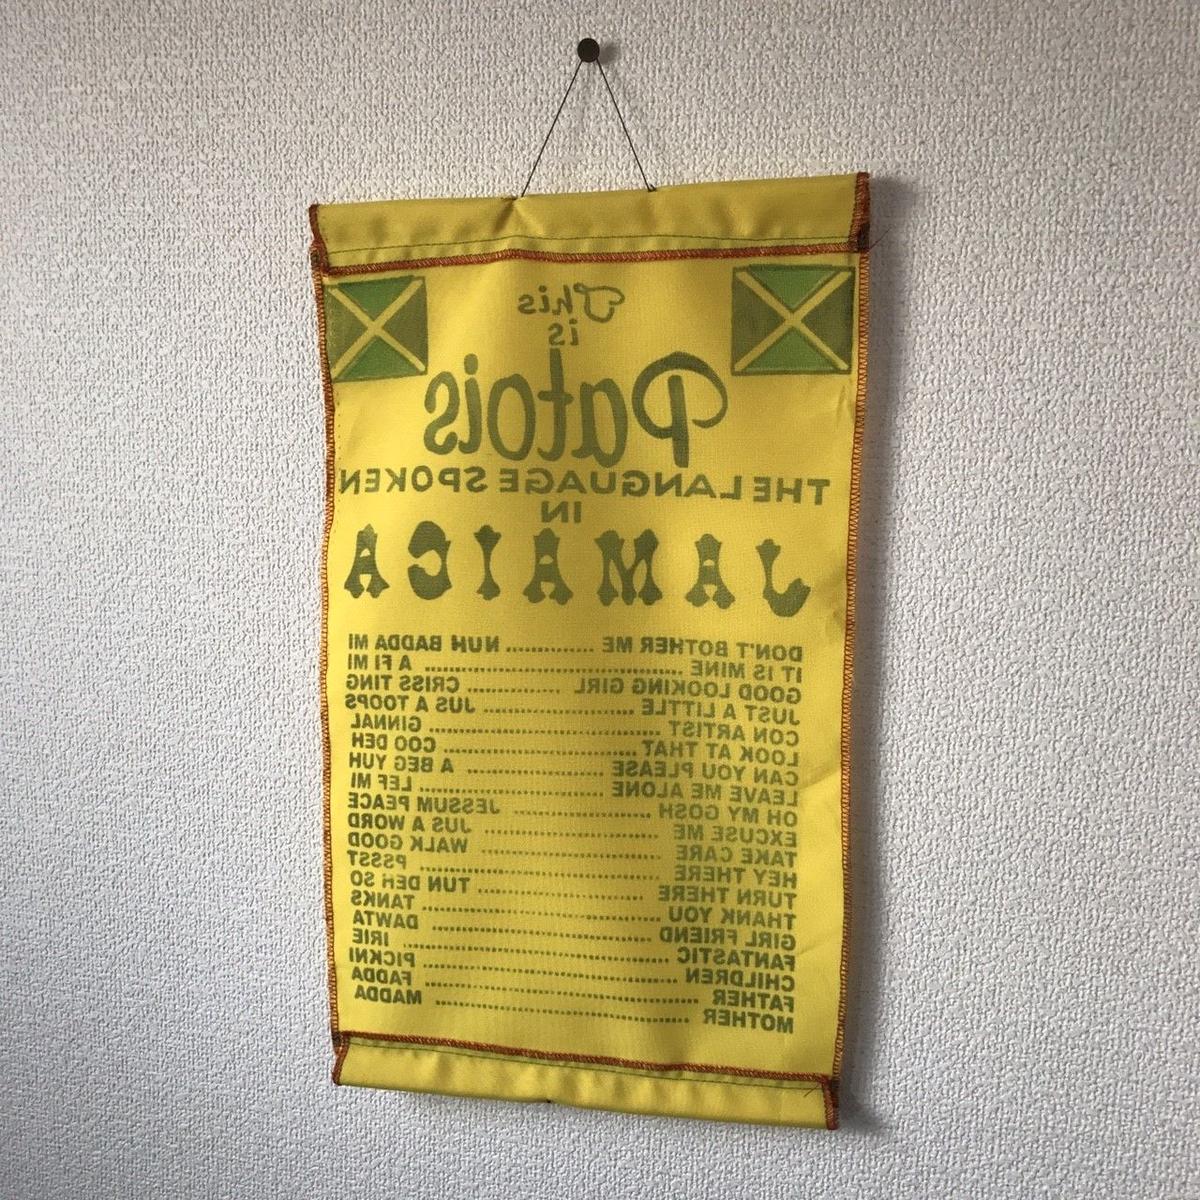 This
is
Patois
THE LANGUAGE SPOKEN
IN
JAMAICA
DON'T BOTHER ME .............. NUH BADDA MI
IT IS MINE .............. A FI MI
GOOD LOOKING GIRL .............. CRISS TING
JUST A LITTLE .............. JUS A TOOPS
CON ARTIST .............. GINNAL
LOOK AT THAT .............. COO DEH
CAN YOU PLEASE .............. A BEG YUH
LEAVE ME ALONE .............. LEF MI
OH MY GOSH .............. JESSUM PEACE
EXCUSE ME .............. JUS A WORD
TAKE CARE .............. WALK GOOD
HEY THERE .............. PSSST
TURN THERE .............. TUN DEH SO
THANK YOU .............. TANKS
GIRL FRIEND .............. DAWTA
FANTASTIC .............. IRIE
CHILDREN .............. PICKNI
FATHER .............. FADDA
MOTHER .............. MADDA